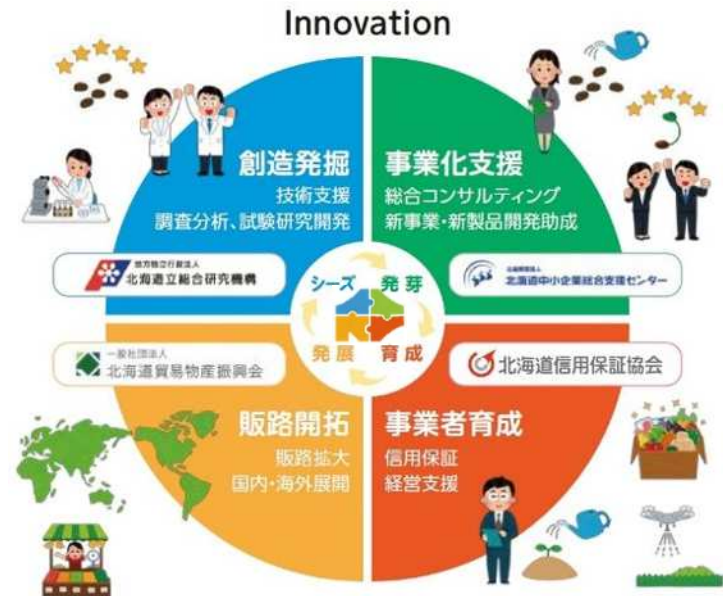 Innovation
創造発掘
技術支援
調査分析、試験研究開発
事業化支援
総合コンサルティング
新事業・新製品開発助成
地方独立行政法人
北海道立総合研究機構
公益財団法人
北海道中小企業総合支援センター
シーズ
発芽
発展
育成
一般社団法人
北海道貿易物産振興会
北海道信用保証協会
販路開拓
販路拡大
国内・海外展開
事業者育成
信用保証
経営支援